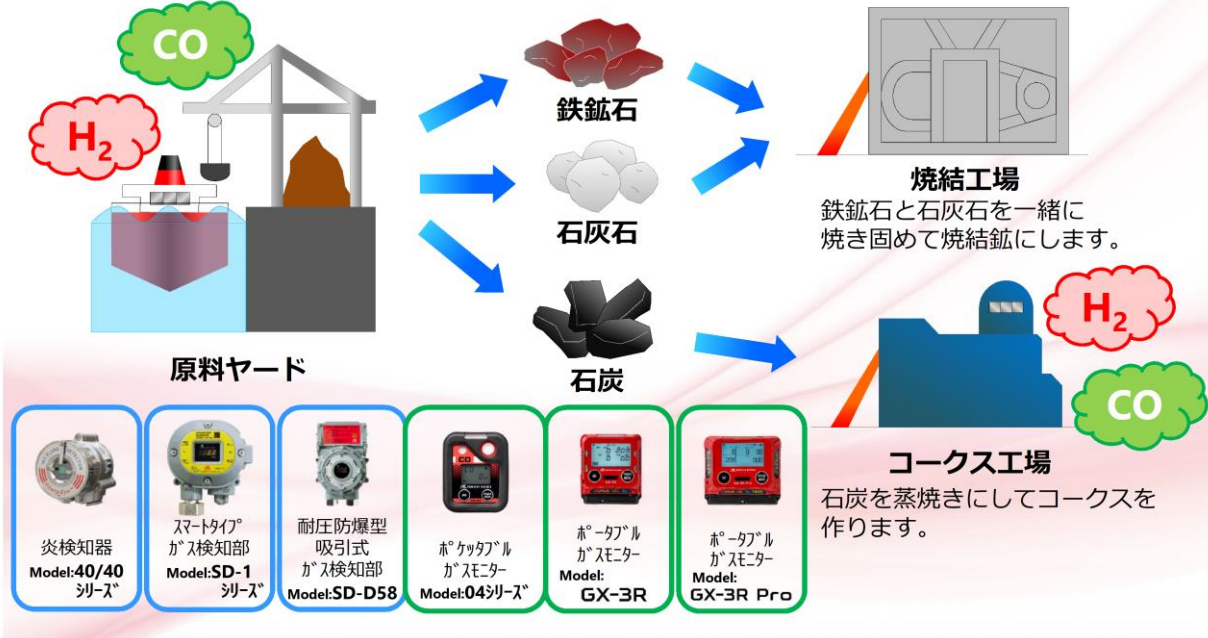 CO
H2
鉄鉱石
石灰石
石炭
原料ヤード
焼結工場
鉄鉱石と石灰石を一緒に
焼き固めて焼結鉱にします。
H2
CO
コークス工場
石炭を蒸焼きにしてコークスを
作ります。
炎検知器
Model:40/40
ｼﾘｰｽﾞ
ｽﾏｰﾄﾀｲﾌﾟ
ｶﾞｽ検知部
Model:SD-1
ｼﾘｰｽﾞ
耐圧防爆型
吸引式
ｶﾞｽ検知部
Model:SD-D58
CO
ﾎﾟｹｯﾀﾌﾞﾙ
ｶﾞｽﾓﾆﾀｰ
Model:04ｼﾘｰｽﾞ
ﾎﾟｰﾀﾌﾞﾙ
ｶﾞｽﾓﾆﾀｰ
Model:
GX-3R
ﾎﾟｰﾀﾌﾞﾙ
ｶﾞｽﾓﾆﾀｰ
Model:
GX-3R Pro